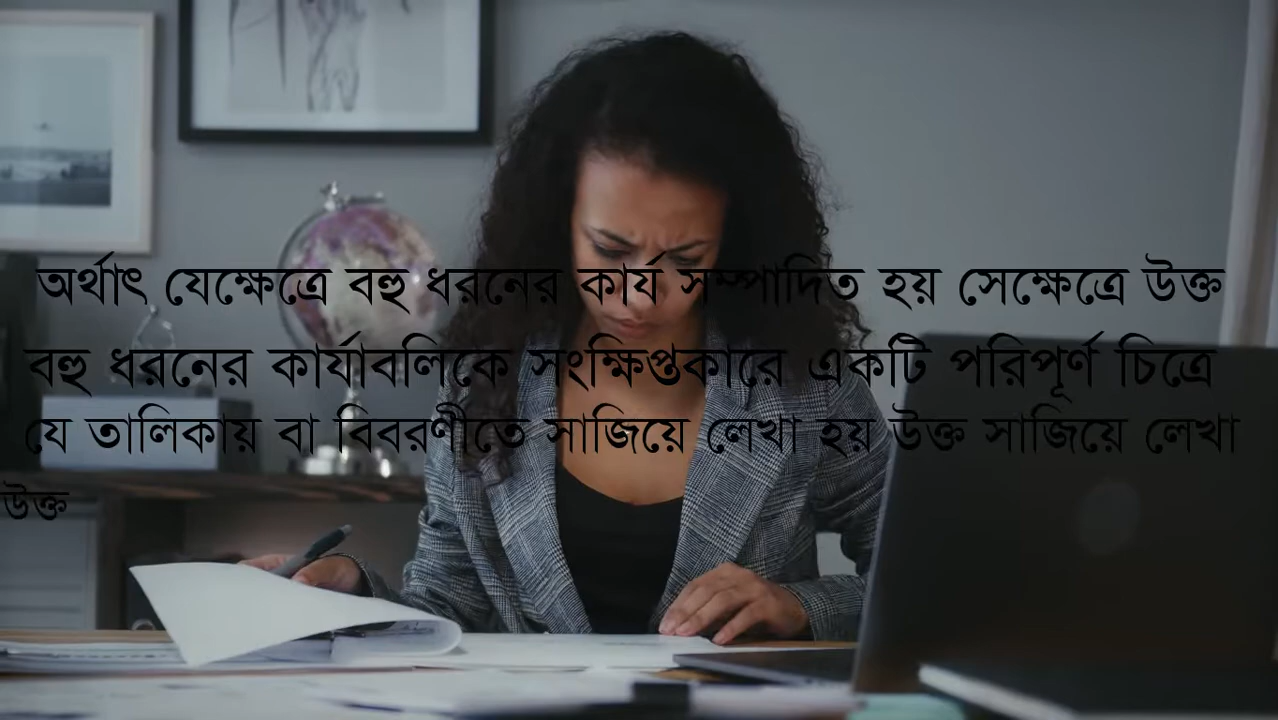 অর্থাৎ যেক্ষেত্রে বহু ধরনের কার্য সম্পাদিত হয় সেক্ষেত্রে উক্ত
বহু ধরনের কার্যাবলিকে সংক্ষিপ্তকারে একটি পরিপূর্ণ চিত্রে
যে তালিকায় বা বিবরণীতে সাজিয়ে লেখা হয় উক্ত সাজিয়ে লেখা
উক্ত